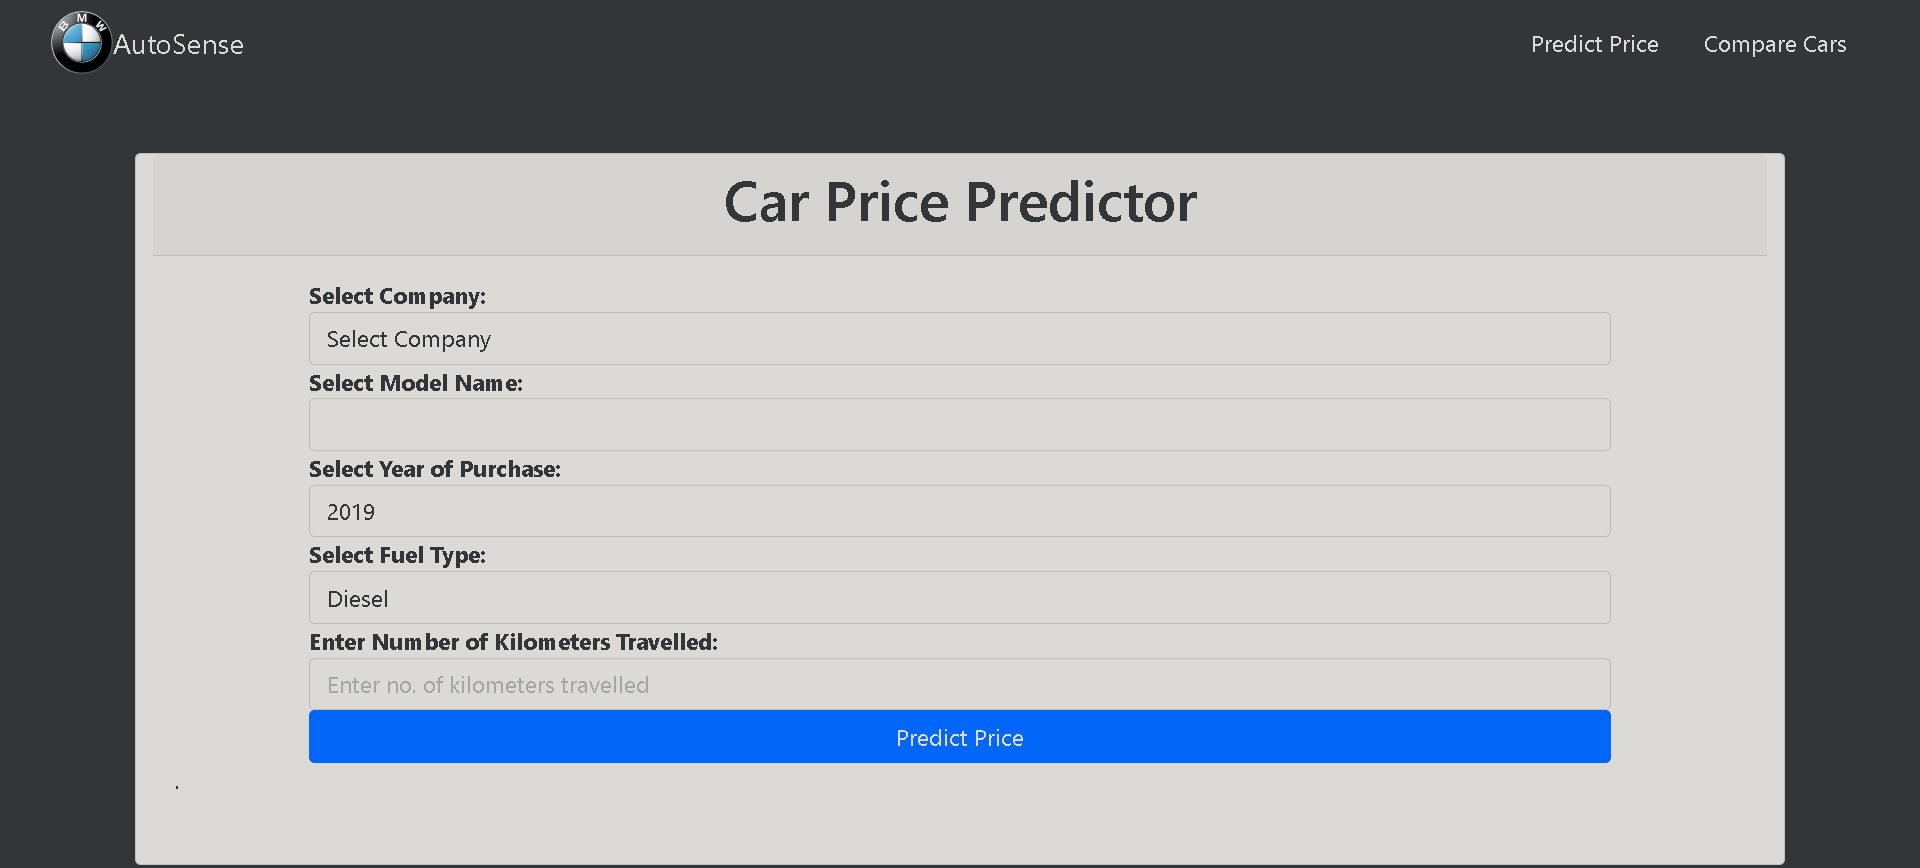 BMW
AutoSense
Predict Price
Compare Cars
Car Price Predictor
Select Company:
Select Company
Select Model Name:
Select Year of Purchase:
2019
Select Fuel Type:
Diesel
Enter Number of Kilometers Travelled:
Enter no. of kilometers travelled
Predict Price
.